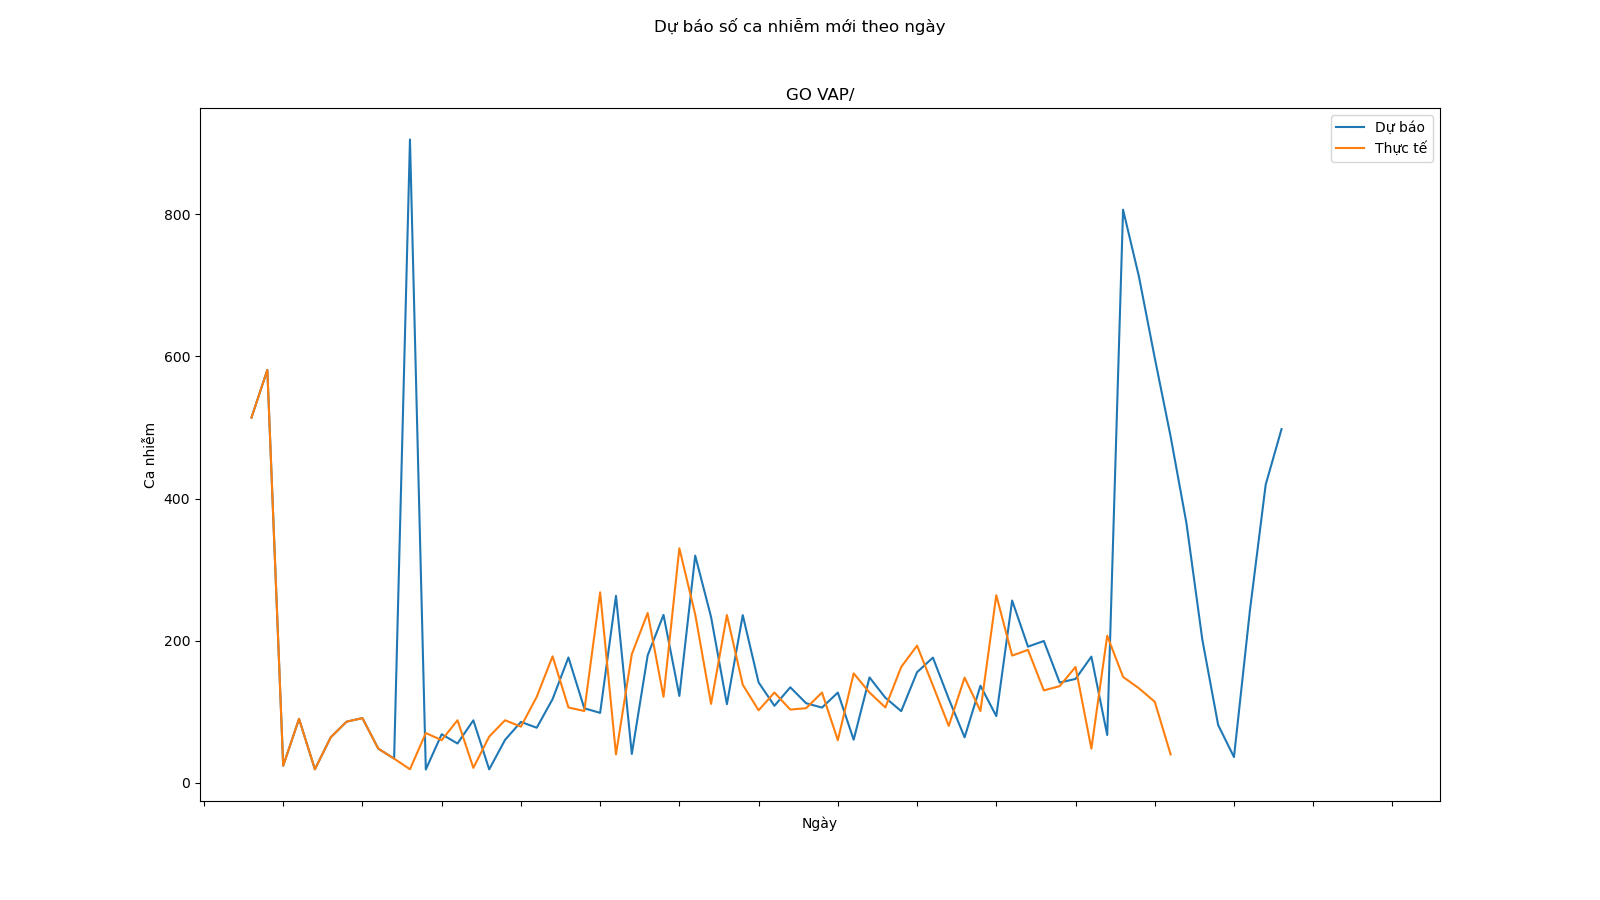 Dự báo số ca nhiễm mới theo ngày
GO VAP/
Dự báo
Thực tế
800
600
400
200
0
Ca nhiễm
Ngày